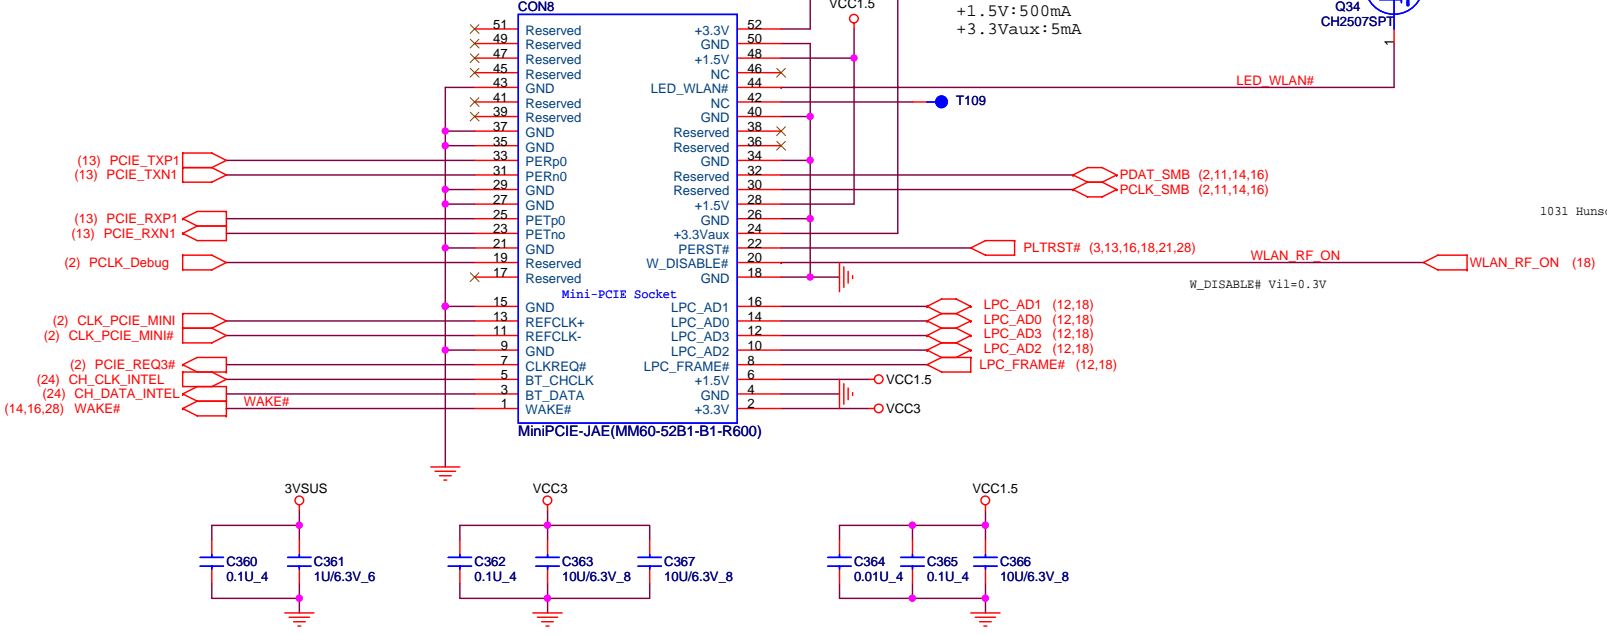 CON8
VCC1.5
+1.5V:500mA
+3.3Vaux:5mA
Q34
CH2507SPT
1
51 Reserved
49 Reserved
47 Reserved
45 Reserved
43 GND
41 Reserved
39 Reserved
37 GND
35 GND
33 PERp0
31 PERn0
29 GND
27 GND
25 PETp0
23 PETno
21 GND
19 Reserved
17 Reserved
15 GND
13 REFCLK+
11 REFCLK-
9 GND
7 CLKREQ#
5 BT_CHCLK
3 BT_DATA
1 WAKE#
+3.3V 52
GND 50
+1.5V 48
NC 46
LED_WLAN# 44
NC 42
GND 40
Reserved 38
Reserved 36
GND 34
Reserved 32
Reserved 30
+1.5V 28
GND 26
+3.3Vaux 24
PERST# 22
W_DISABLE# 20
GND 18
LPC_AD1 16
LPC_AD0 14
LPC_AD3 12
LPC_AD2 10
LPC_FRAME# 8
+1.5V 6
GND 4
+3.3V 2
Mini-PCIE Socket
MiniPCIE-JAE(MM60-52B1-B1-R600)
(13) PCIE_TXP1
(13) PCIE_TXN1
(13) PCIE_RXP1
(13) PCIE_RXN1
(2) PCLK_Debug
(2) CLK_PCIE_MINI
(2) CLK_PCIE_MINI#
(2) PCIE_REQ3#
(24) CH_CLK_INTEL
(24) CH_DATA_INTEL
(14,16,28) WAKE#
WAKE#
LED_WLAN#
T109
PDAT_SMB (2,11,14,16)
PCLK_SMB (2,11,14,16)
1031 Huns
PLTRST# (3,13,16,18,21,28)
WLAN_RF_ON
WLAN_RF_ON (18)
W_DISABLE# Vil=0.3V
LPC_AD1 (12,18)
LPC_AD0 (12,18)
LPC_AD3 (12,18)
LPC_AD2 (12,18)
LPC_FRAME# (12,18)
VCC1.5
VCC3
3VSUS
C360
0.1U_4
C361
1U/6.3V_6
VCC3
C362
0.1U_4
C363
10U/6.3V_8
C367
10U/6.3V_8
VCC1.5
C364
0.01U_4
C365
0.1U_4
C366
10U/6.3V_8